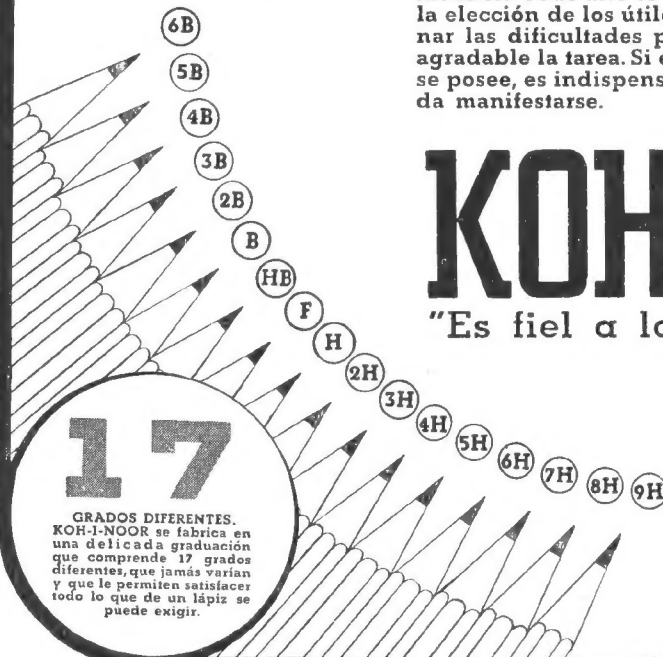 la elección de los útil
nar las dificultades p
agradable la tarea. Si e
se posee, es indispens
da manifestarse.
KOH
"Es fiel a l
6B
5B
4B
3B
2B
B
HB
F
H
2H
3H
4H
5H
6H
7H
8H
9H
17
GRADOS DIFERENTES.
KOH-I-NOOR se fabrica en
una delicada graduación
que comprende 17 grados
diferentes, que jamás varían
y que le permiten satisfacer
todo lo que de un lápiz se
puede exigir.